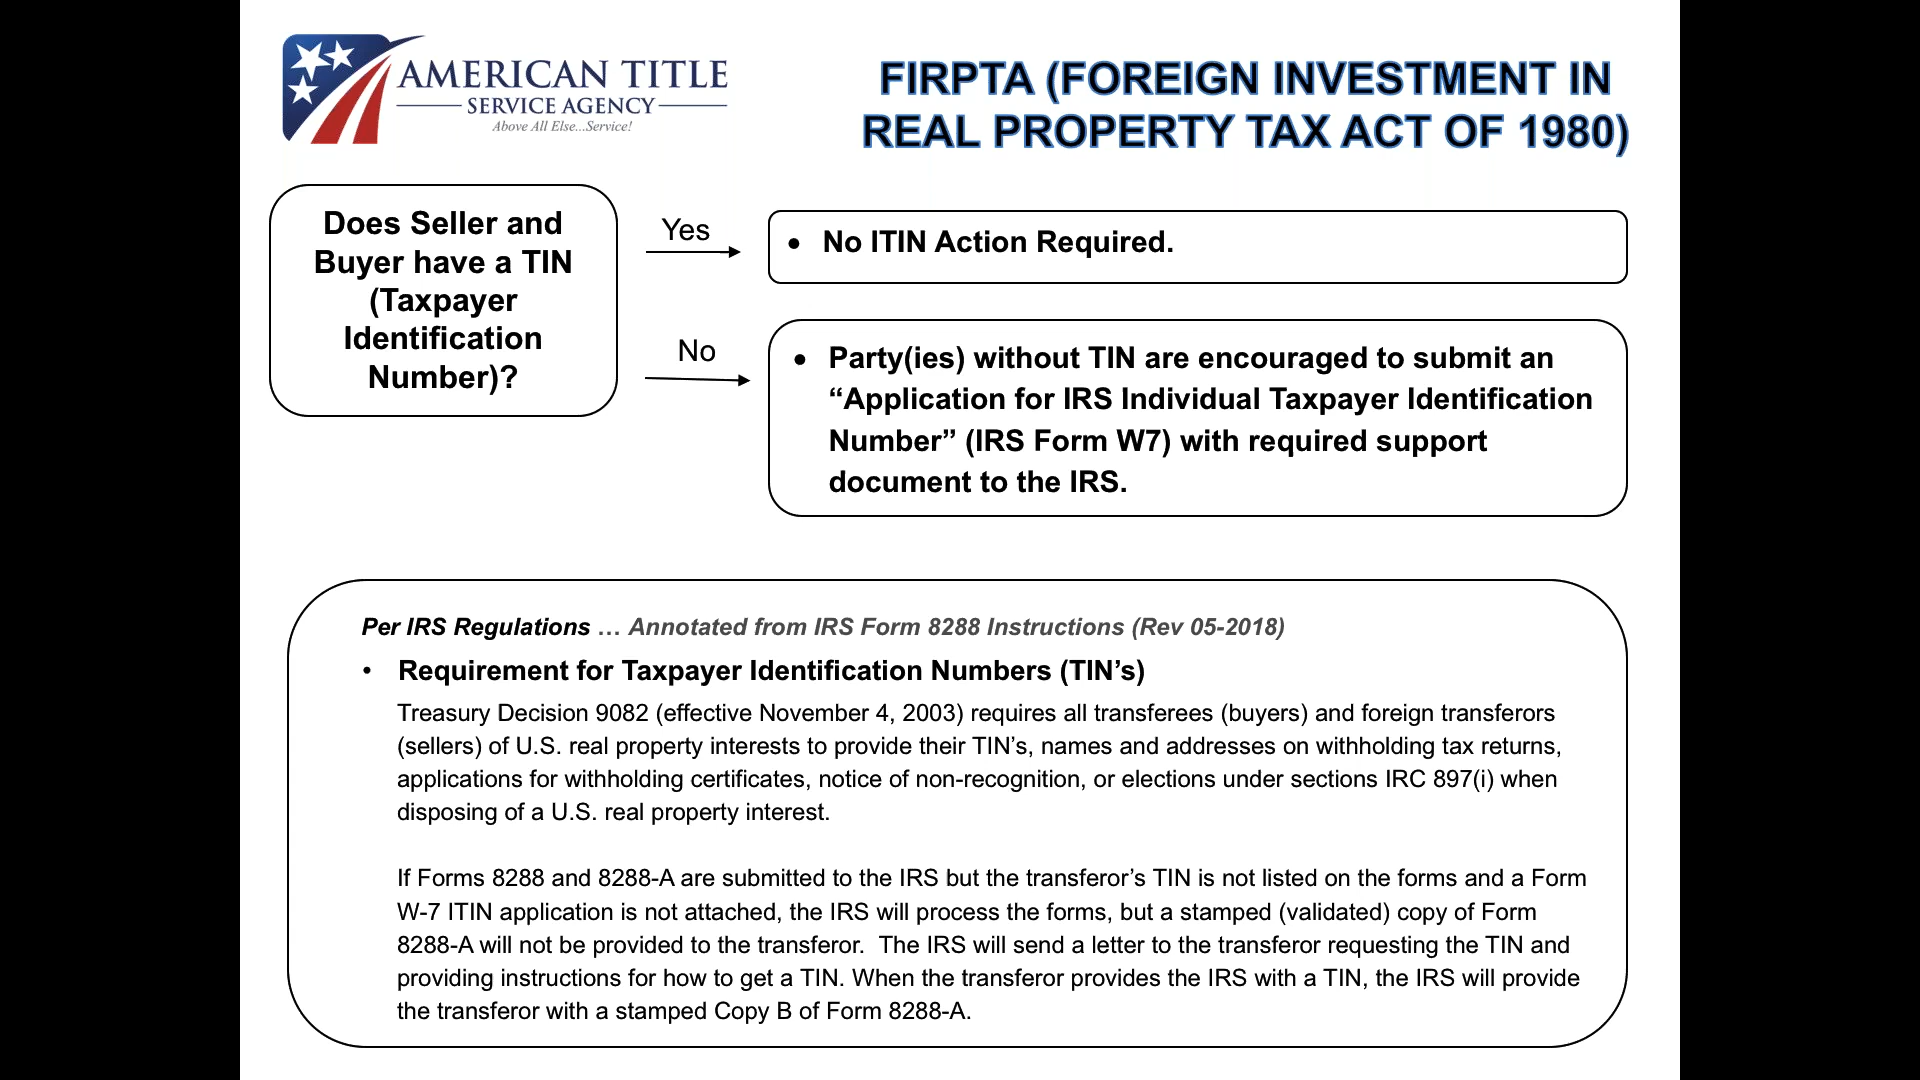 AMERICAN TITLE
SERVICE AGENCY
Above All Else...Service!
FIRPTA (FOREIGN INVESTMENT IN
REAL PROPERTY TAX ACT OF 1980)
Does Seller and
Buyer have a TIN
(Taxpayer
Identification
Number)?
Yes
• No ITIN Action Required.
No
• Party(ies) without TIN are encouraged to submit an
“Application for IRS Individual Taxpayer Identification
Number” (IRS Form W7) with required support
document to the IRS.
Per IRS Regulations … Annotated from IRS Form 8288 Instructions (Rev 05-2018)
• Requirement for Taxpayer Identification Numbers (TIN’s)
Treasury Decision 9082 (effective November 4, 2003) requires all transferees (buyers) and foreign transferors
(sellers) of U.S. real property interests to provide their TIN’s, names and addresses on withholding tax returns,
applications for withholding certificates, notice of non-recognition, or elections under sections IRC 897(i) when
disposing of a U.S. real property interest.
If Forms 8288 and 8288-A are submitted to the IRS but the transferor’s TIN is not listed on the forms and a Form
W-7 ITIN application is not attached, the IRS will process the forms, but a stamped (validated) copy of Form
8288-A will not be provided to the transferor.  The IRS will send a letter to the transferor requesting the TIN and
providing instructions for how to get a TIN. When the transferor provides the IRS with a TIN, the IRS will provide
the transferor with a stamped Copy B of Form 8288-A.